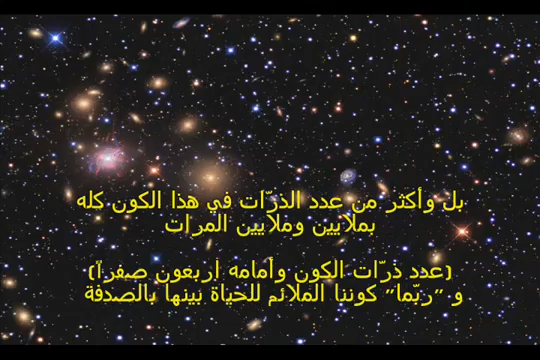 بل وأكثر من عدد الذرّات في هذا الكون كله
بملايين وملايين المرات
(عدد ذرّات الكون وأمامه اربعون صفراً)
و "ربّما" كوننا الملائم للحياة بينها بالصدفة